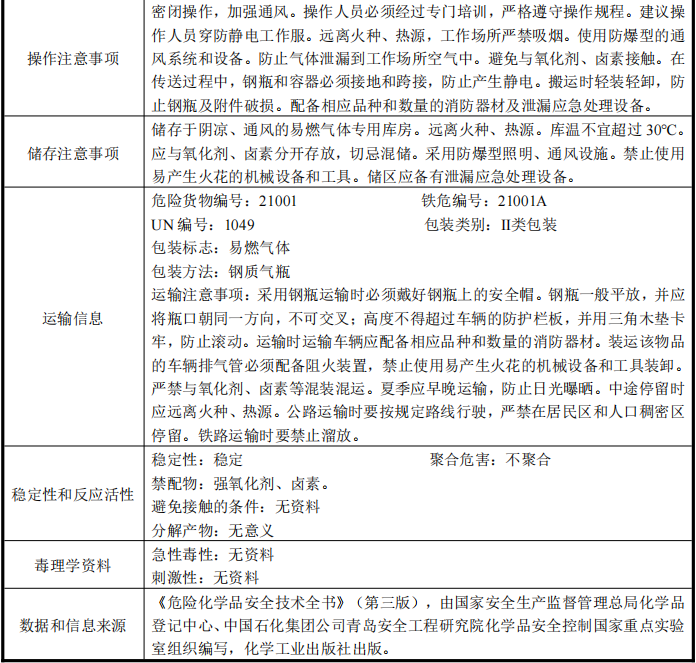 操作注意事项
密闭操作，加强通风。操作人员必须经过专门培训，严格遵守操作规程。建议操
作人员穿防静电工作服。远离火种、热源，工作场所严禁吸烟。使用防爆型的通
风系统和设备。防止气体泄漏到工作场所空气中。避免与氧化剂、卤素接触。在
传送过程中，钢瓶和容器必须接地和跨接，防止产生静电。搬运时轻装轻卸，防
止钢瓶及附件破损。配备相应品种和数量的消防器材及泄漏应急处理设备。
储存注意事项
储存于阴凉、通风的易燃气体专用库房。远离火种、热源。库温不宜超过 30℃。
应与氧化剂、卤素分开存放，切忌混储。采用防爆型照明、通风设施。禁止使用
易产生火花的机械设备和工具。储区应备有泄漏应急处理设备。
运输信息
危险货物编号：21001 铁危编号：21001A
UN 编号：1049 包装类别：Ⅱ类包装
包装标志：易燃气体
包装方法：钢质气瓶
运输注意事项：采用钢瓶运输时必须戴好钢瓶上的安全帽。钢瓶一般平放，并应
将瓶口朝同一方向，不可交叉；高度不得超过车辆的防护栏板，并用三角木垫卡
牢，防止滚动。运输时运输车辆应配备相应品种和数量的消防器材。装运该物品
的车辆排气管必须配备阻火装置，禁止使用易产生火花的机械设备和工具装卸。
严禁与氧化剂、卤素等混装混运。夏季应早晚运输，防止日光曝晒。中途停留时
应远离火种、热源。公路运输时要按规定路线行驶，严禁在居民区和人口稠密区
停留。铁路运输时要禁止溜放。
稳定性和反应活性
稳定性：稳定 聚合危害：不聚合
禁配物：强氧化剂、卤素。
避免接触的条件：无资料
分解产物：无意义
毒理学资料
急性毒性：无资料
刺激性：无资料
数据和信息来源
《危险化学品安全技术全书》（第三版），由国家安全生产监督管理总局化学品
登记中心、中国石化集团公司青岛安全工程研究院化学品安全控制国家重点实验
室组织编写，化学工业出版社出版。